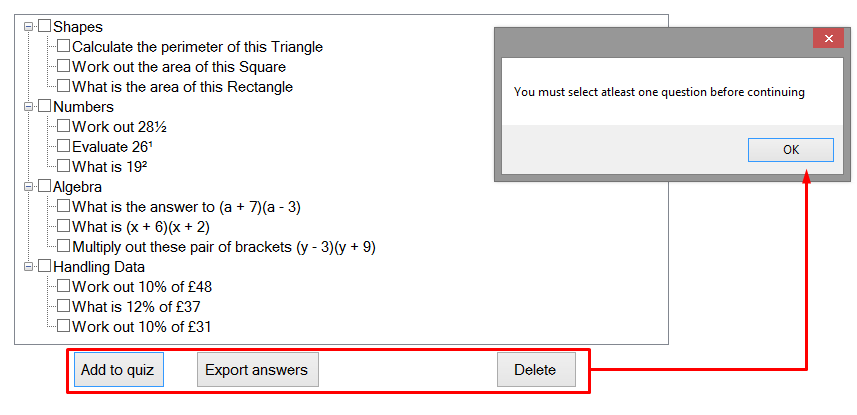 Shapes
Calculate the perimeter of this Triangle
Work out the area of this Square
What is the area of this Rectangle
Numbers
Work out 28½
Evaluate 26¹
What is 19²
Algebra
What is the answer to (a + 7)(a - 3)
What is (x + 6)(x + 2)
Multiply out these pair of brackets (y - 3)(y + 9)
Handling Data
Work out 10% of £48
What is 12% of £37
Work out 10% of £31
You must select atleast one question before continuing
OK
Add to quiz
Export answers
Delete